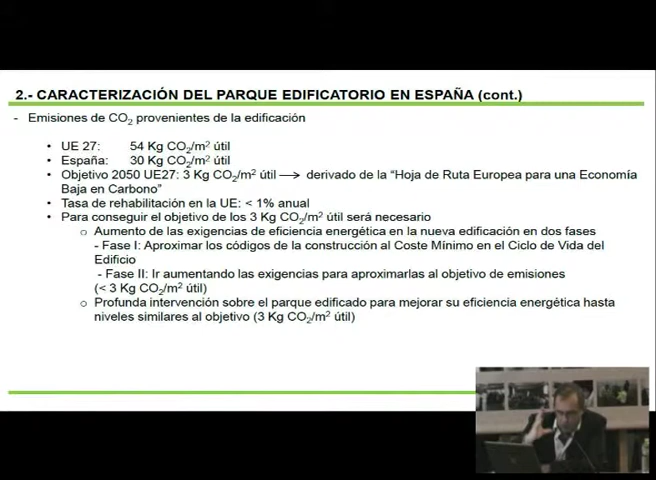 2.- CARACTERIZACIÓN DEL PARQUE EDIFICATORIO EN ESPAÑA (cont.)
- Emisiones de CO2 provenientes de la edificación
• UE 27: 54 Kg CO2/m2 útil
• España: 30 Kg CO2/m2 útil
• Objetivo 2050 UE27: 3 Kg CO2/m2 útil → derivado de la “Hoja de Ruta Europea para una Economía
Baja en Carbono”
• Tasa de rehabilitación en la UE: < 1% anual
• Para conseguir el objetivo de los 3 Kg CO2/m2 útil será necesario
o Aumento de las exigencias de eficiencia energética en la nueva edificación en dos fases
- Fase I: Aproximar los códigos de la construcción al Coste Mínimo en el Ciclo de Vida del
Edificio
- Fase II: Ir aumentando las exigencias para aproximarlas al objetivo de emisiones
(< 3 Kg CO2/m2 útil)
o Profunda intervención sobre el parque edificado para mejorar su eficiencia energética hasta
niveles similares al objetivo (3 Kg CO2/m2 útil)